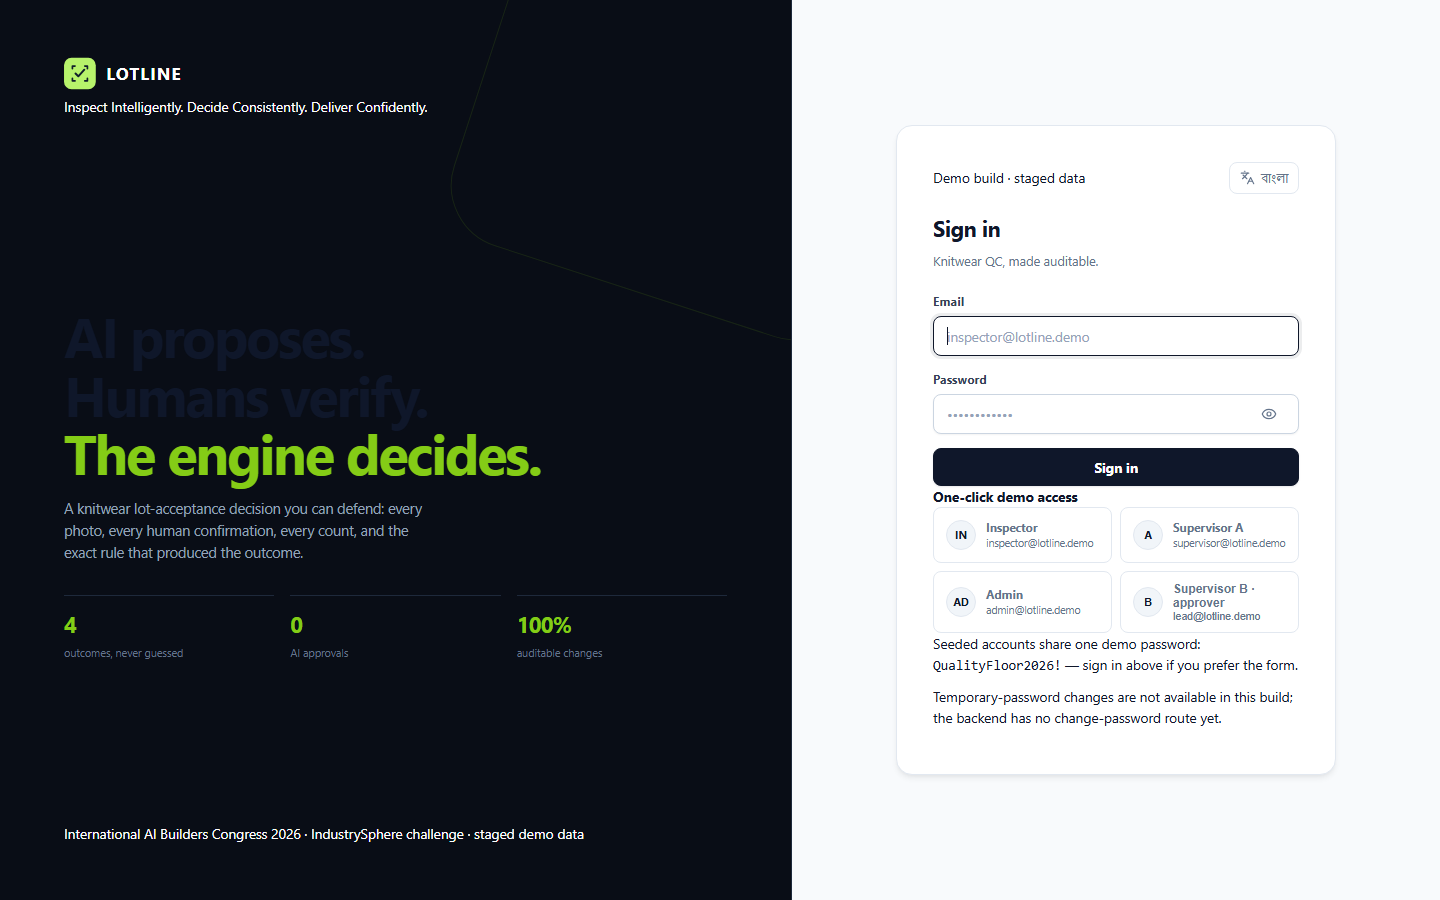 LOTLINE
Inspect Intelligently. Decide Consistently. Deliver Confidently.
AI proposes.
Humans verify.
The engine decides.
A knitwear lot-acceptance decision you can defend: every
photo, every human confirmation, every count, and the
exact rule that produced the outcome.
4
outcomes, never guessed
0
AI approvals
100%
auditable changes
International AI Builders Congress 2026 · IndustrySphere challenge · staged demo data
Demo build · staged data
বাংলা
Sign in
Knitwear QC, made auditable.
Email
inspector@lotline.demo
Password
••••••••••••
Sign in
One-click demo access
IN
Inspector
inspector@lotline.demo
A
Supervisor A
supervisor@lotline.demo
AD
Admin
admin@lotline.demo
B
Supervisor B ·
approver
lead@lotline.demo
Seeded accounts share one demo password:
QualityFloor2026! — sign in above if you prefer the form.
Temporary-password changes are not available in this build;
the backend has no change-password route yet.